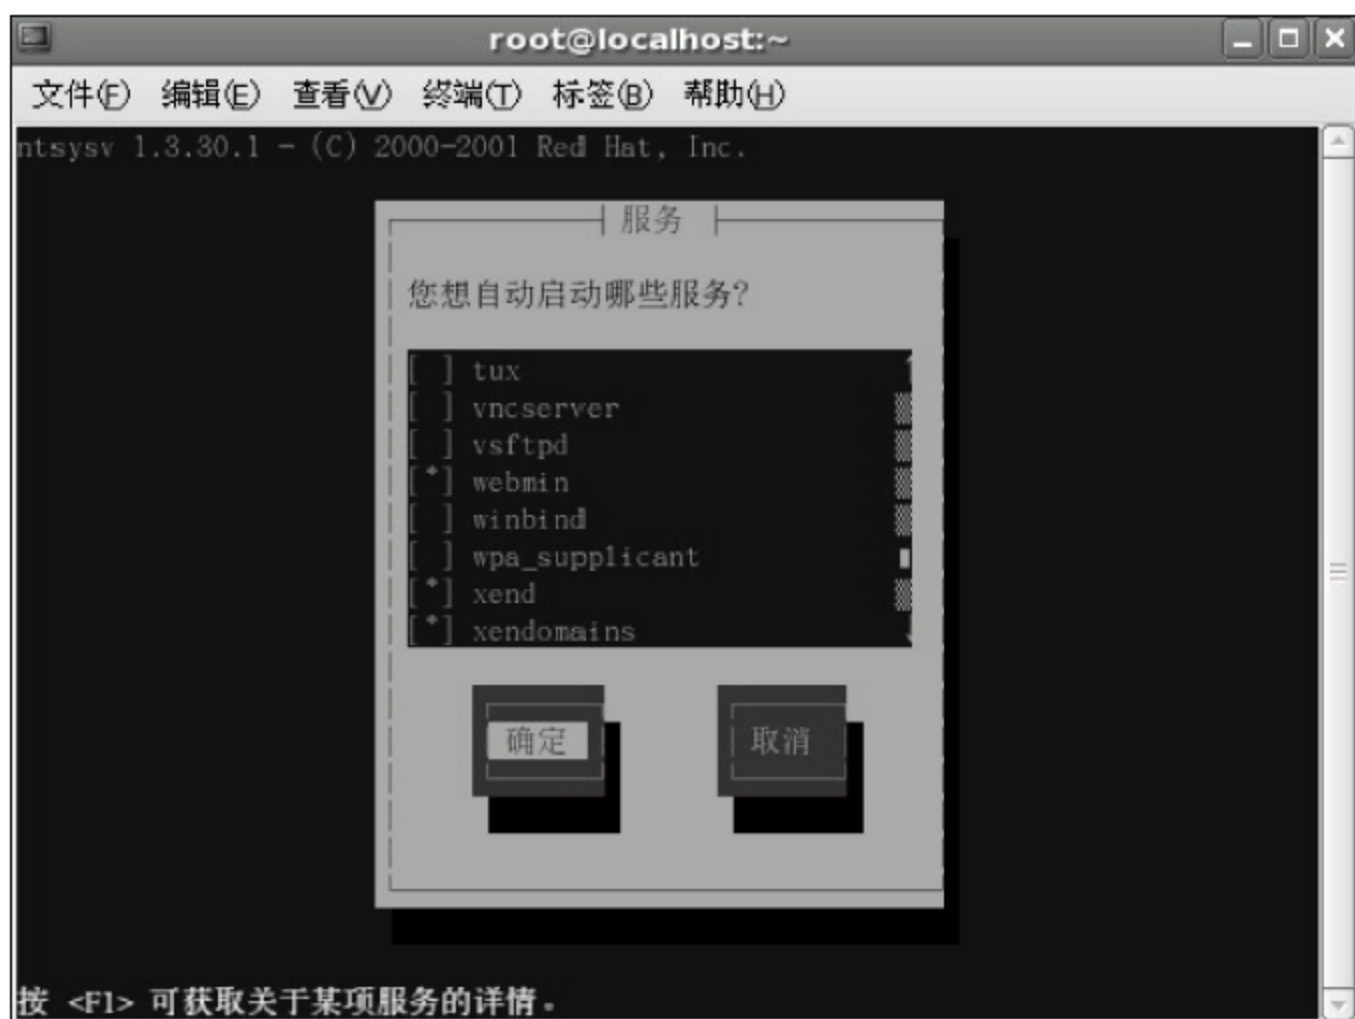 root@localhost:~
文件(F) 编辑(E) 查看(V) 终端(T) 标签(B) 帮助(H)
ntsysv 1.3.30.1 - (C) 2000-2001 Red Hat, Inc.
服务
您想自动启动哪些服务?
[ ] tux
[ ] vncserver
[ ] vsftpd
[*] webmin
[ ] winbind
[ ] wpa_supplicant
[*] xend
[*] xendomains
确定 取消
按 <F1> 可获取关于某项服务的详情。